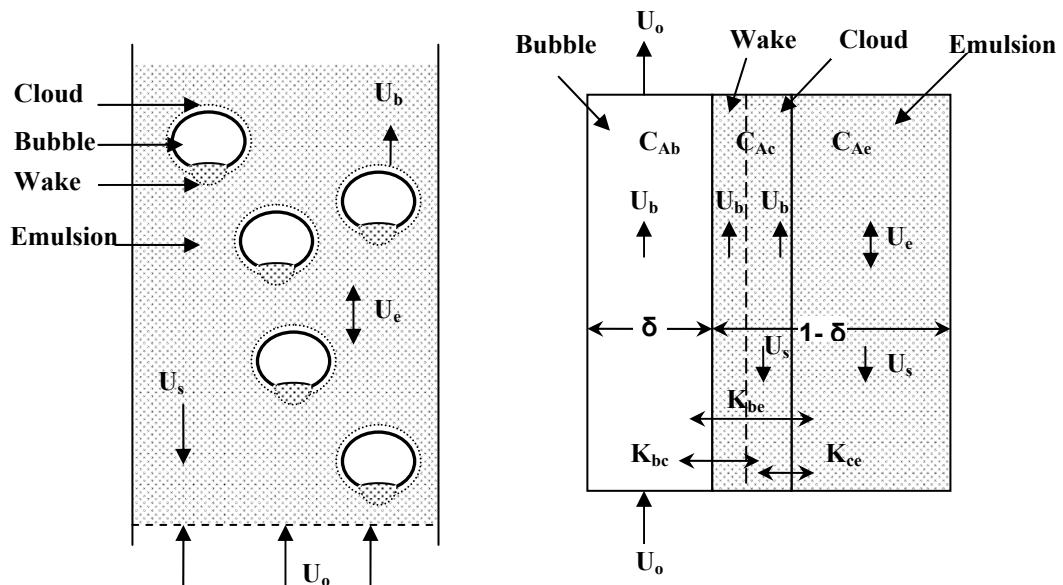 Cloud
Bubble
Wake
Emulsion
U_b
U_e
U_s
U_o
U_o
Bubble
Wake
Cloud
Emulsion
C_Ab
C_Ac
C_Ae
U_b
U_b
U_b
U_e
δ
1- δ
U_s
U_s
K_be
K_bc
K_ce
U_o